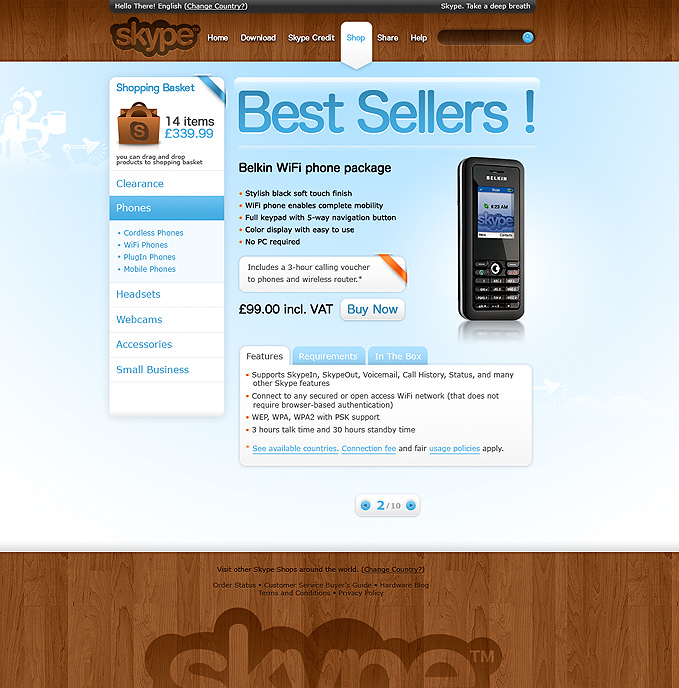 Hello There! English (Change Country?)
Skype. Take a deep breath
skype™
Home
Download
Skype Credit
Shop
Share
Help
Shopping Basket
14 items
£339.99
you can drag and drop
products to shopping basket
Clearance
Phones
• Cordless Phones
• WiFi Phones
• PlugIn Phones
• Mobile Phones
Headsets
Webcams
Accessories
Small Business
Best Sellers !
Belkin WiFi phone package
• Stylish black soft touch finish
• WiFi phone enables complete mobility
• Full keypad with 5-way navigation button
• Color display with easy to use
• No PC required
Includes a 3-hour calling voucher
to phones and wireless router.*
£99.00 incl. VAT
Buy Now
BELKIN
Skype
6:23 AM
skype
Menu
Contacts
Features
Requirements
In The Box
• Supports SkypeIn, SkypeOut, Voicemail, Call History, Status, and many
other Skype features
• Connect to any secured or open access WiFi network (that does not
require browser-based authentication)
• WEP, WPA, WPA2 with PSK support
• 3 hours talk time and 30 hours standby time
* See available countries. Connection fee and fair usage policies apply.
2 / 10
Visit other Skype Shops around the world. (Change Country?)
Order Status • Customer Service Buyer's Guide • Hardware Blog
Terms and Conditions • Privacy Policy
skype™